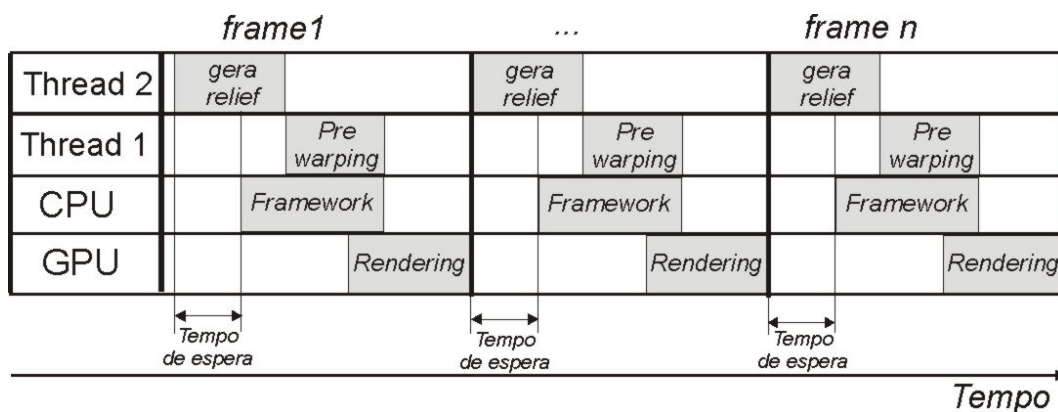 frame1 ... frame n
Thread 2 gera gera gera
relief relief relief
Thread 1 Pre Pre Pre
warping warping warping
CPU Framework Framework Framework
GPU Rendering Rendering Rendering
Tempo Tempo Tempo
de espera de espera de espera
Tempo